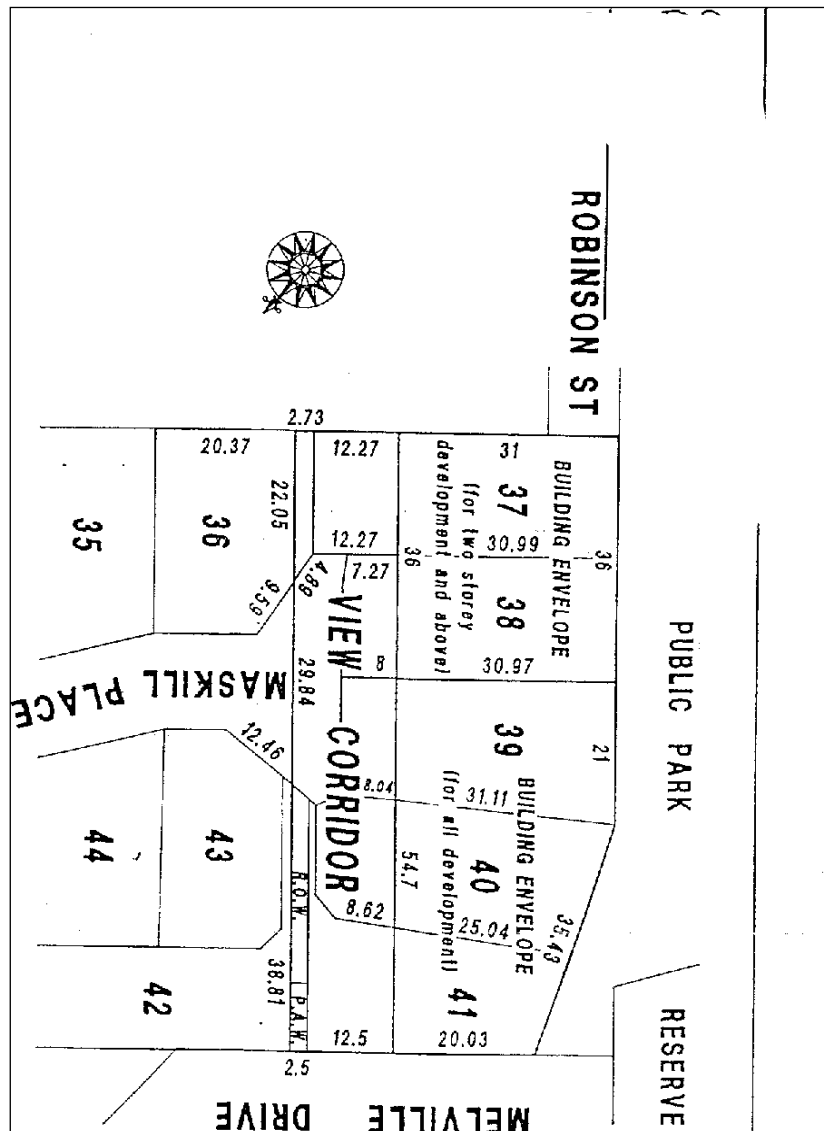 ROBINSON ST
2.73
20.37
12.27
31
BUILDING ENVELOPE
(for two storey
development and above)
37
30.99
36
36
38
30.97
35
36
22.05
12.27
7.27
4.89
9.59
8
29.84
VIEW CORRIDOR
MASKILL PLACE
PUBLIC PARK
39
21
12.46
8.04
31.11
BUILDING ENVELOPE
(for all development)
40
54.7
44
43
R.O.W.
8.62
25.04
35.43
42
38.81
P.A.W.
41
12.5
20.03
2.5
RESERVE
MELVILLE DRIVE